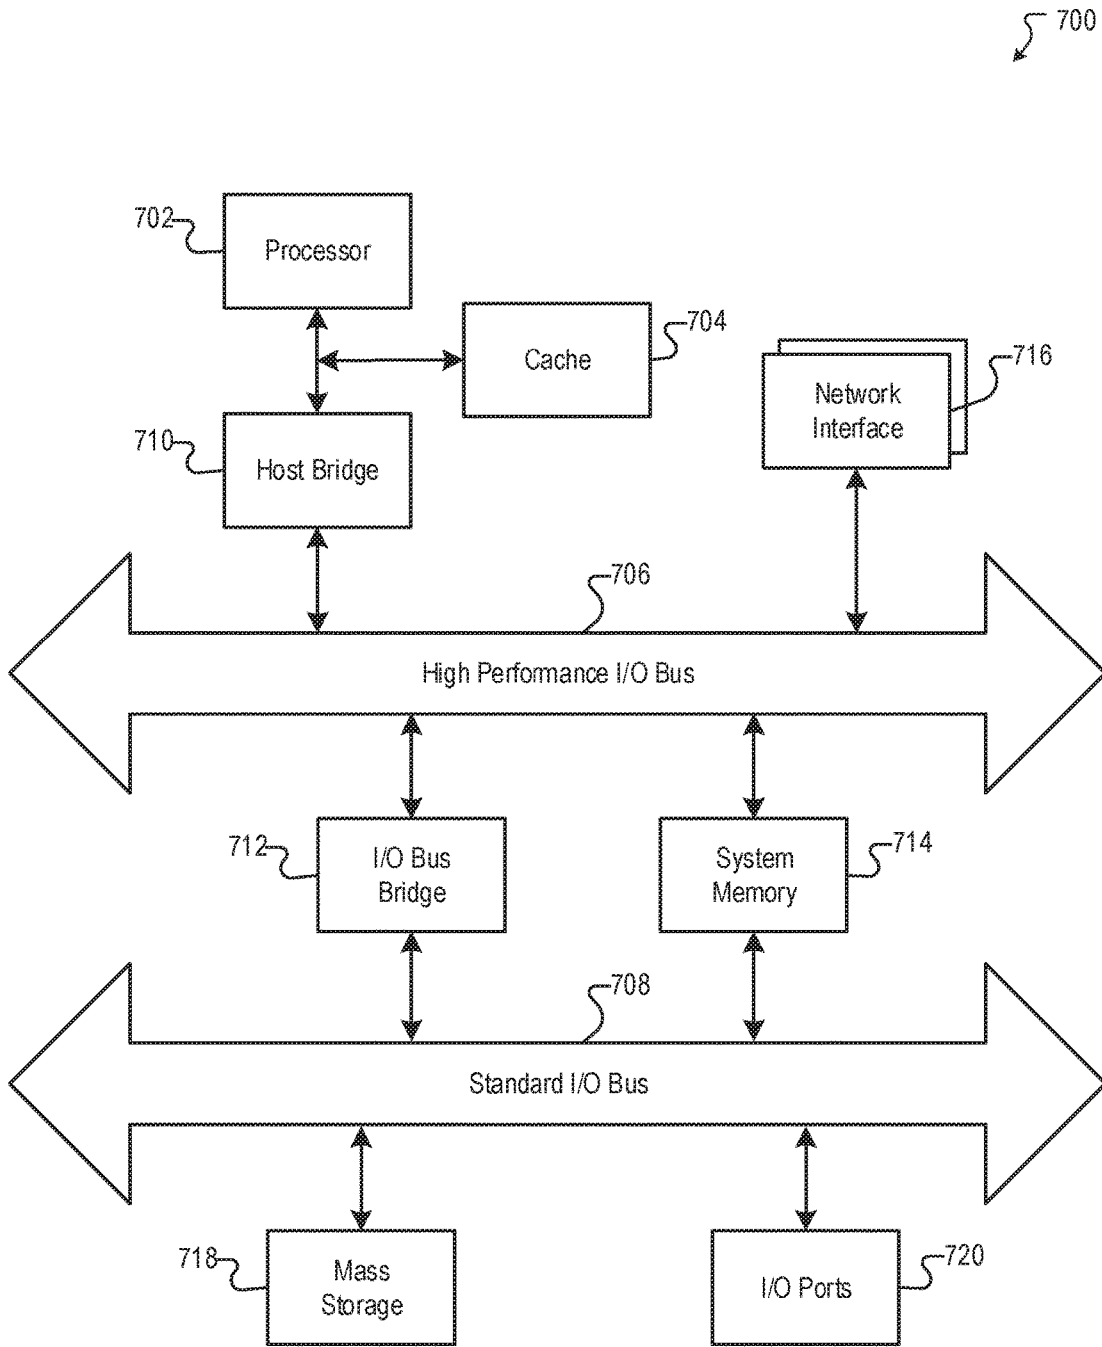 700
702
Processor
704
Cache
716
Network
Interface
710
Host Bridge
706
High Performance I/O Bus
712
I/O Bus
Bridge
System
Memory
714
708
Standard I/O Bus
718
Mass
Storage
I/O Ports
720